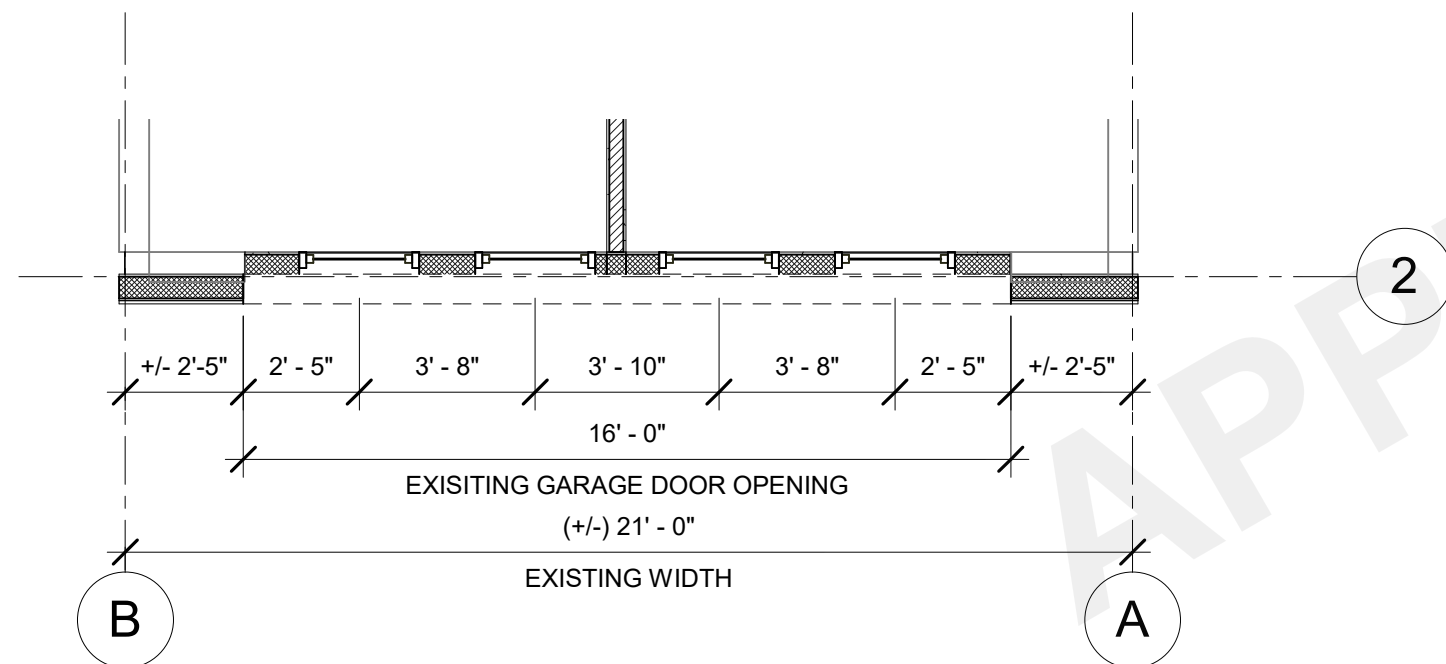 2
+/- 2'-5" 2' - 5" 3' - 8" 3' - 10" 3' - 8" 2' - 5" +/- 2'-5"
16' - 0"
EXISITING GARAGE DOOR OPENING
(+/-) 21' - 0"
EXISTING WIDTH
B A
APP